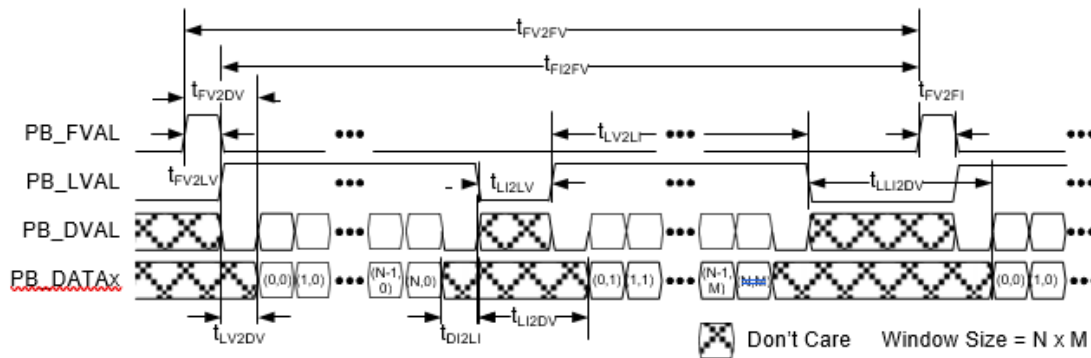 tFV2FV
tFI2FV
tFV2DV
tFV2FI
PB_FVAL ••• tLV2LI ••• •••
tFV2LV
PB_LVAL ••• tLI2LV ••• tLLI2DV •••
PB_DVAL ••• ••• •••
PB_DATAx (0,0) (1,0) ••• (N-1,0) (N,0) (0,1) (1,1) ••• (N-1,M) (N,M) (0,0) (1,0) •••
tLV2DV tDI2LI tLI2DV
Don't Care Window Size = N x M